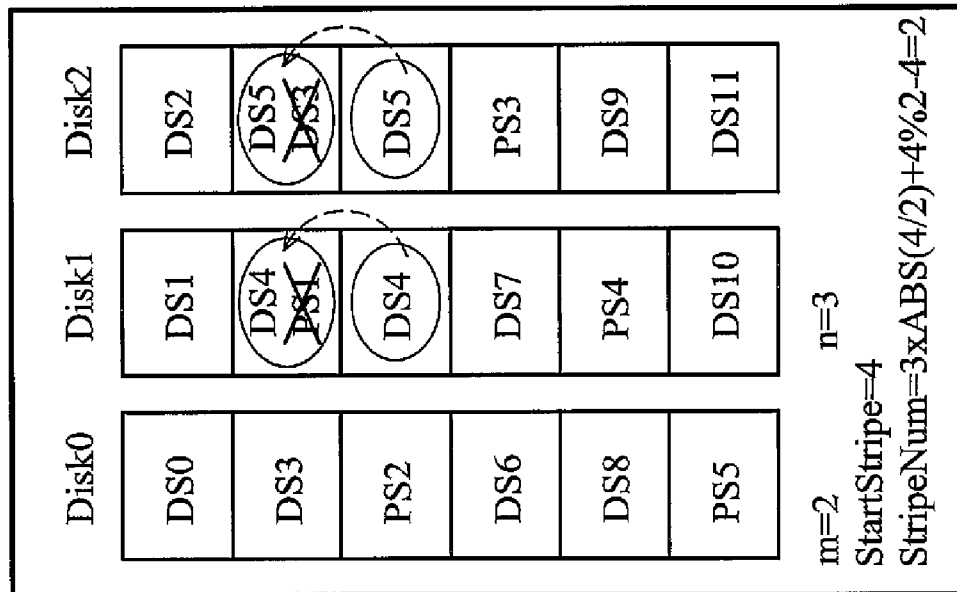 Disk0 Disk1 Disk2
DS0 DS1 DS2
DS3 DS4 PS1 DS5 DS3
PS2 DS4 DS5
DS6 DS7 PS3
DS8 PS4 DS9
PS5 DS10 DS11
m=2 n=3
StartStripe=4
StripeNum=3xABS(4/2)+4%2-4=2